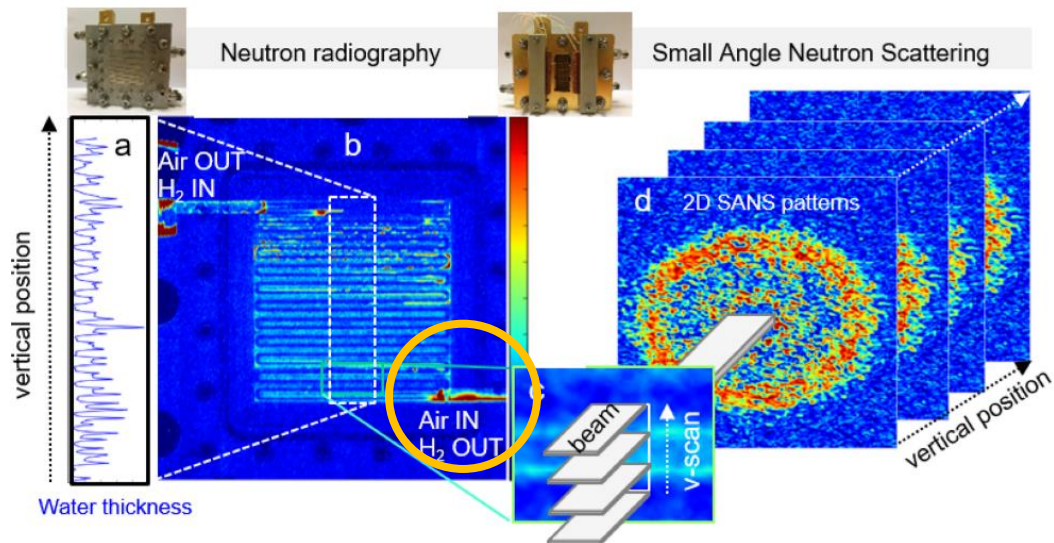 Neutron radiography
Small Angle Neutron Scattering
a
b
Air OUT
H₂ IN
vertical position
Water thickness
Air IN
H₂ OUT
c
beam
v-scan
d
2D SANS patterns
vertical position